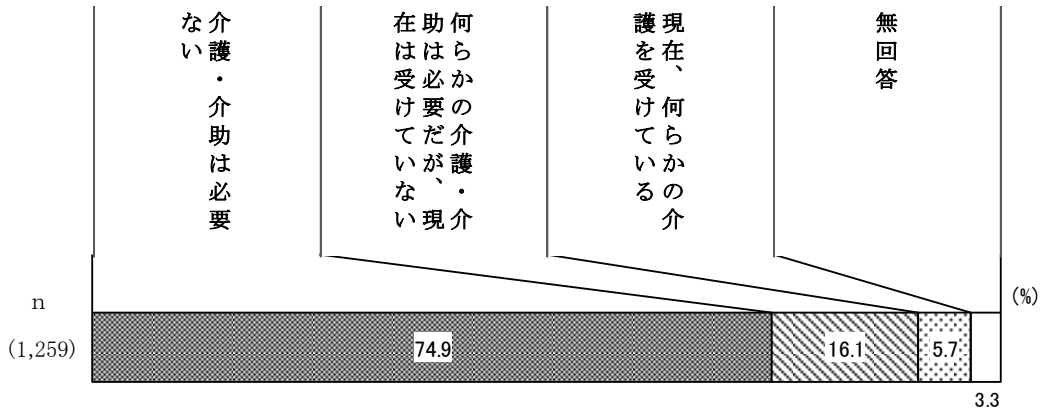 介護・介助は必要
ない
何らかの介護・介
助は必要だが、現
在は受けていない
現在、何らかの介
護を受けている
無回答
(%)
n
(1,259)
74.9
16.1
5.7
3.3